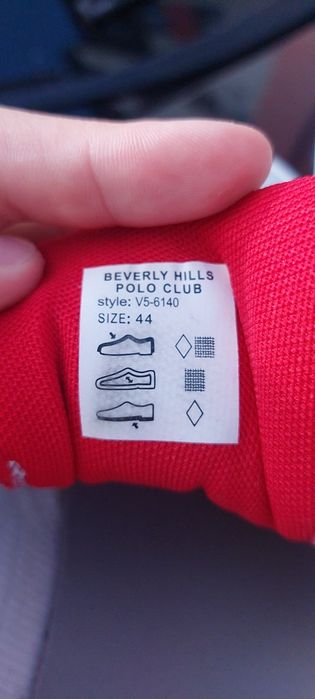 BEVERLY HILLS
POLO CLUB
style: V5-6140
SIZE: 44